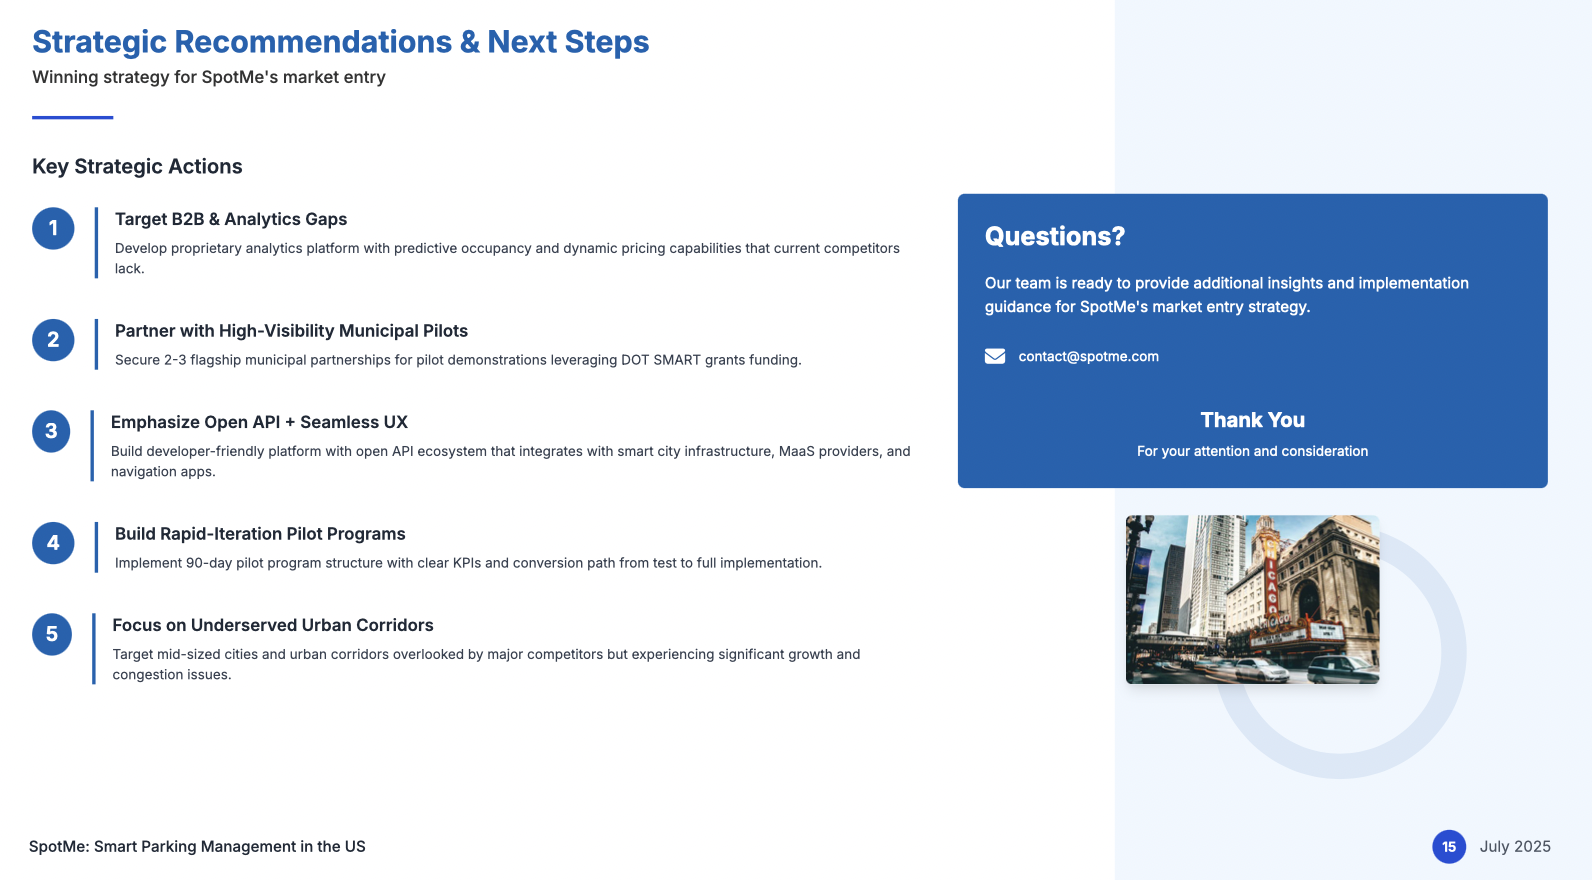 Strategic Recommendations & Next Steps
Winning strategy for SpotMe's market entry
Key Strategic Actions
1
Target B2B & Analytics Gaps
Develop proprietary analytics platform with predictive occupancy and dynamic pricing capabilities that current competitors
lack.
2
Partner with High-Visibility Municipal Pilots
Secure 2-3 flagship municipal partnerships for pilot demonstrations leveraging DOT SMART grants funding.
3
Emphasize Open API + Seamless UX
Build developer-friendly platform with open API ecosystem that integrates with smart city infrastructure, MaaS providers, and
navigation apps.
4
Build Rapid-Iteration Pilot Programs
Implement 90-day pilot program structure with clear KPIs and conversion path from test to full implementation.
5
Focus on Underserved Urban Corridors
Target mid-sized cities and urban corridors overlooked by major competitors but experiencing significant growth and
congestion issues.
Questions?
Our team is ready to provide additional insights and implementation
guidance for SpotMe's market entry strategy.
contact@spotme.com
Thank You
For your attention and consideration
CHICAGO
CHICAGO
SpotMe: Smart Parking Management in the US
15
July 2025